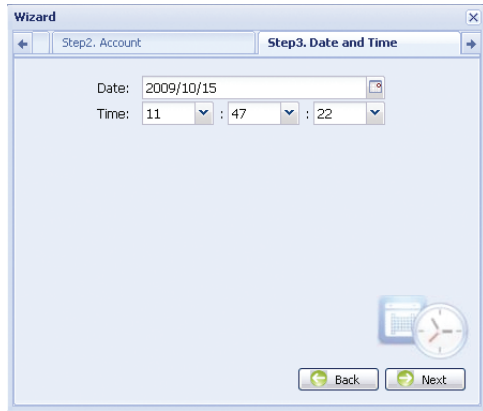 Wizard
Step2. Account Step3. Date and Time
Date: 2009/10/15
Time: 11 : 47 : 22
Back Next